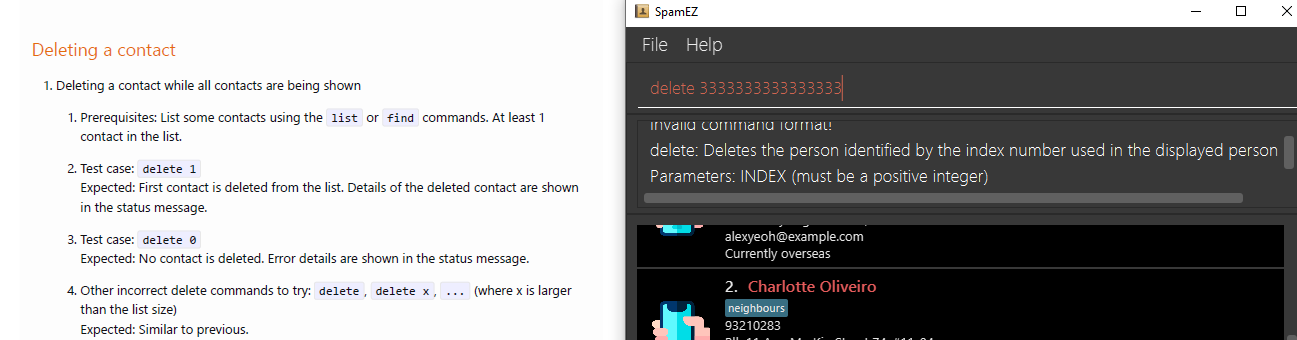 Deleting a contact
1. Deleting a contact while all contacts are being shown
1. Prerequisites: List some contacts using the list or find commands. At least 1
contact in the list.
2. Test case: delete 1
Expected: First contact is deleted from the list. Details of the deleted contact are shown
in the status message.
3. Test case: delete 0
Expected: No contact is deleted. Error details are shown in the status message.
4. Other incorrect delete commands to try: delete, delete x, ... (where x is larger
than the list size)
Expected: Similar to previous.
SpamEZ
File Help
delete 3333333333333333
Invalid command format!
delete: Deletes the person identified by the index number used in the displayed person
Parameters: INDEX (must be a positive integer)
alexyeoh@example.com
Currently overseas
2. Charlotte Oliveiro
neighbours
93210283